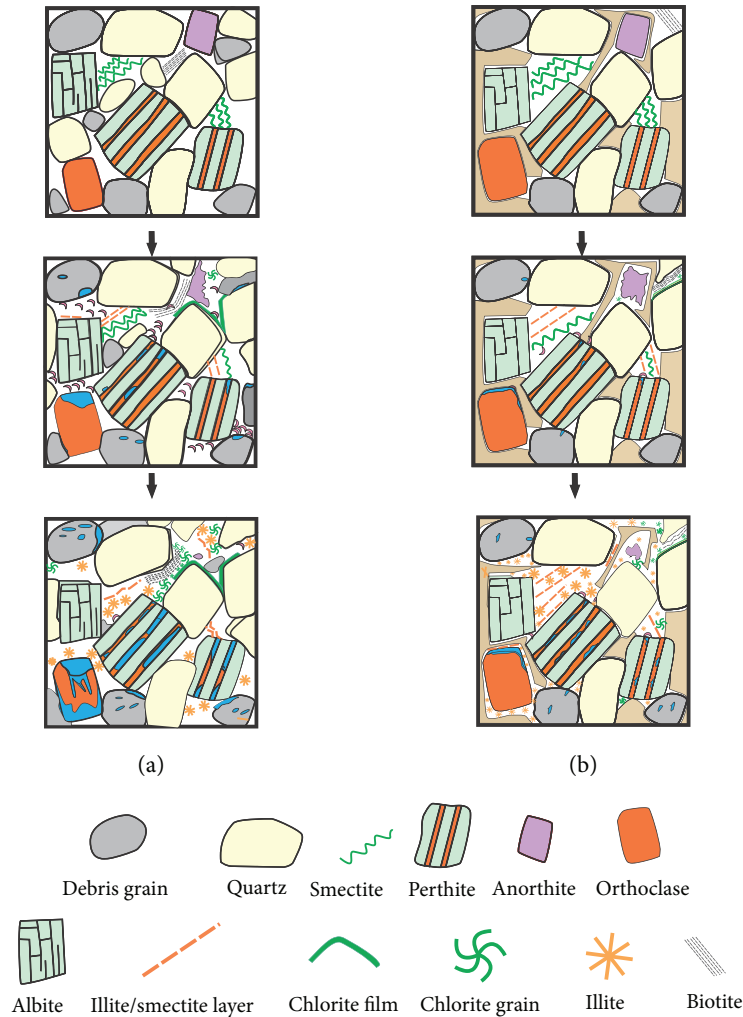 (a) (b)
Debris grain Quartz Smectite Perthite Anorthite Orthoclase
Albite Illite/smectite layer Chlorite film Chlorite grain Illite Biotite